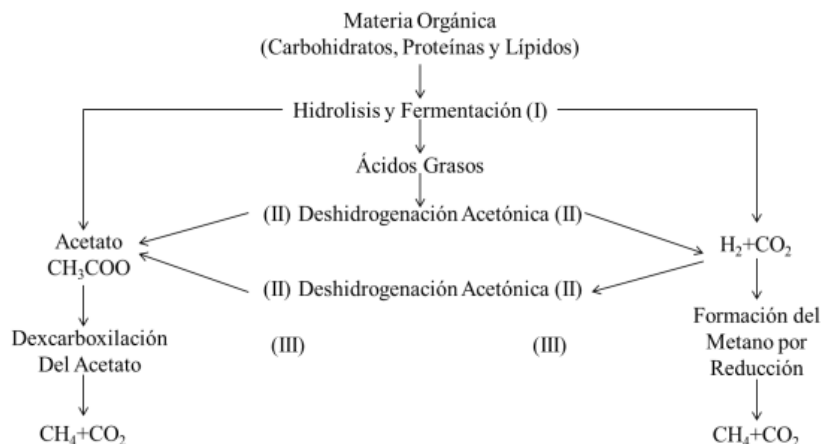 Materia Orgánica
(Carbohidratos, Proteínas y Lípidos)
Hidrolisis y Fermentación (I)
Ácidos Grasos
(II) Deshidrogenación Acetónica (II)
Acetato
CH₃COO
H₂+CO₂
(II) Deshidrogenación Acetónica (II)
Dexcarboxilación
Del Acetato
(III)
(III)
Formación del
Metano por
Reducción
CH₄+CO₂
CH₄+CO₂